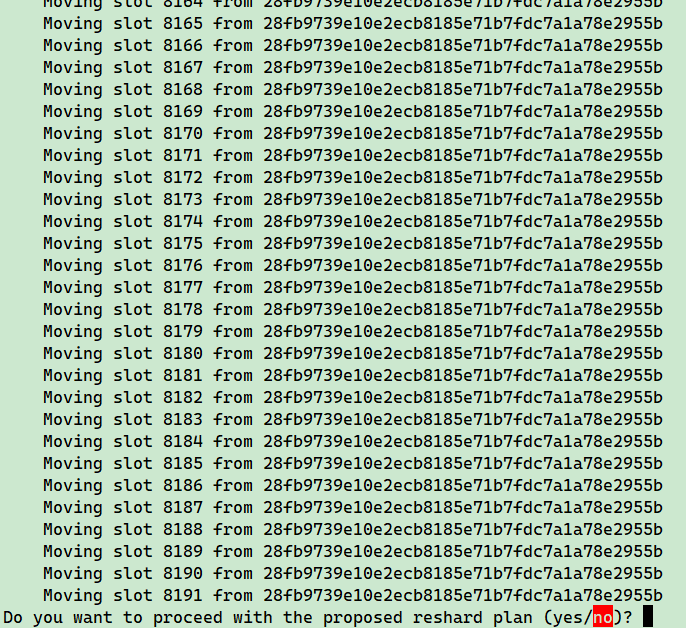 Moving slot 8164 from 28fb9739e10e2ecb8185e71b7fdc7a1a78e2955b
Moving slot 8165 from 28fb9739e10e2ecb8185e71b7fdc7a1a78e2955b
Moving slot 8166 from 28fb9739e10e2ecb8185e71b7fdc7a1a78e2955b
Moving slot 8167 from 28fb9739e10e2ecb8185e71b7fdc7a1a78e2955b
Moving slot 8168 from 28fb9739e10e2ecb8185e71b7fdc7a1a78e2955b
Moving slot 8169 from 28fb9739e10e2ecb8185e71b7fdc7a1a78e2955b
Moving slot 8170 from 28fb9739e10e2ecb8185e71b7fdc7a1a78e2955b
Moving slot 8171 from 28fb9739e10e2ecb8185e71b7fdc7a1a78e2955b
Moving slot 8172 from 28fb9739e10e2ecb8185e71b7fdc7a1a78e2955b
Moving slot 8173 from 28fb9739e10e2ecb8185e71b7fdc7a1a78e2955b
Moving slot 8174 from 28fb9739e10e2ecb8185e71b7fdc7a1a78e2955b
Moving slot 8175 from 28fb9739e10e2ecb8185e71b7fdc7a1a78e2955b
Moving slot 8176 from 28fb9739e10e2ecb8185e71b7fdc7a1a78e2955b
Moving slot 8177 from 28fb9739e10e2ecb8185e71b7fdc7a1a78e2955b
Moving slot 8178 from 28fb9739e10e2ecb8185e71b7fdc7a1a78e2955b
Moving slot 8179 from 28fb9739e10e2ecb8185e71b7fdc7a1a78e2955b
Moving slot 8180 from 28fb9739e10e2ecb8185e71b7fdc7a1a78e2955b
Moving slot 8181 from 28fb9739e10e2ecb8185e71b7fdc7a1a78e2955b
Moving slot 8182 from 28fb9739e10e2ecb8185e71b7fdc7a1a78e2955b
Moving slot 8183 from 28fb9739e10e2ecb8185e71b7fdc7a1a78e2955b
Moving slot 8184 from 28fb9739e10e2ecb8185e71b7fdc7a1a78e2955b
Moving slot 8185 from 28fb9739e10e2ecb8185e71b7fdc7a1a78e2955b
Moving slot 8186 from 28fb9739e10e2ecb8185e71b7fdc7a1a78e2955b
Moving slot 8187 from 28fb9739e10e2ecb8185e71b7fdc7a1a78e2955b
Moving slot 8188 from 28fb9739e10e2ecb8185e71b7fdc7a1a78e2955b
Moving slot 8189 from 28fb9739e10e2ecb8185e71b7fdc7a1a78e2955b
Moving slot 8190 from 28fb9739e10e2ecb8185e71b7fdc7a1a78e2955b
Moving slot 8191 from 28fb9739e10e2ecb8185e71b7fdc7a1a78e2955b
Do you want to proceed with the proposed reshard plan (yes/no)?